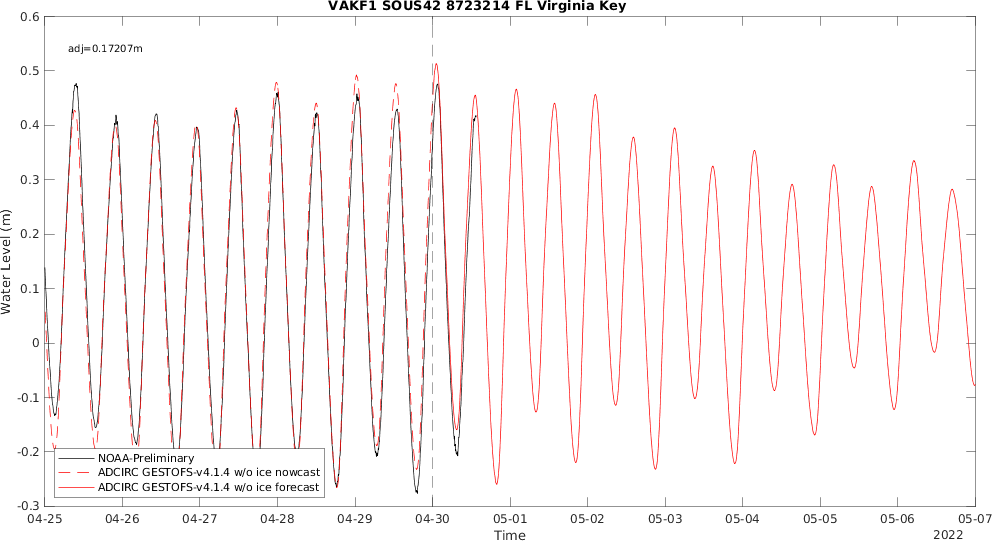 VAKF1 SOUS42 8723214 FL Virginia Key
0.6
adj=0.17207m
0.5
0.4
0.3
0.2
0.1
0
-0.1
-0.2
-0.3
Water Level (m)
NOAA-Preliminary
ADCIRC GESTOFS-v4.1.4 w/o ice nowcast
ADCIRC GESTOFS-v4.1.4 w/o ice forecast
04-25 04-26 04-27 04-28 04-29 04-30 05-01 05-02 05-03 05-04 05-05 05-06 05-07
Time
2022